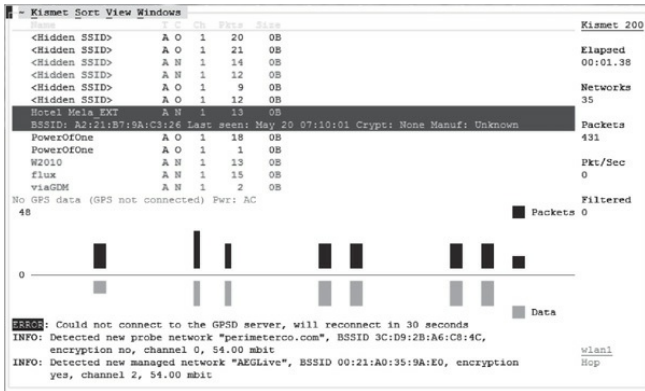 ~ Kismet Sort View Windows
Name T C Ch Pkts Size
Kismet 200
<Hidden SSID> A O 1 20 0B
<Hidden SSID> A O 1 21 0B
<Hidden SSID> A N 1 14 0B
<Hidden SSID> A N 1 12 0B
<Hidden SSID> A O 1 9 0B
<Hidden SSID> A O 1 12 0B
Hotel Mela_EXT A N 1 13 0B
BSSID: A2:21:B7:9A:C3:26 Last seen: May 20 07:10:01 Crypt: None Manuf: Unknown
PowerOfOne A O 1 18 0B
PowerOfOne A O 1 1 0B
W2010 A N 1 13 0B
flux A N 1 15 0B
viaGDM A N 1 2 0B
No GPS data (GPS not connected) Pwr: AC
Elapsed
00:01.38
Networks
35
Packets
431
Pkt/Sec
0
Filtered
0
48
Packets
0
Data
ERROR: Could not connect to the GPSD server, will reconnect in 30 seconds
INFO: Detected new probe network "perimeterco.com", BSSID 3C:D9:2B:A6:C8:4C,
encryption no, channel 0, 54.00 mbit
INFO: Detected new managed network "AEGLive", BSSID 00:21:A0:35:9A:E0, encryption
yes, channel 2, 54.00 mbit
wlan1
Hop